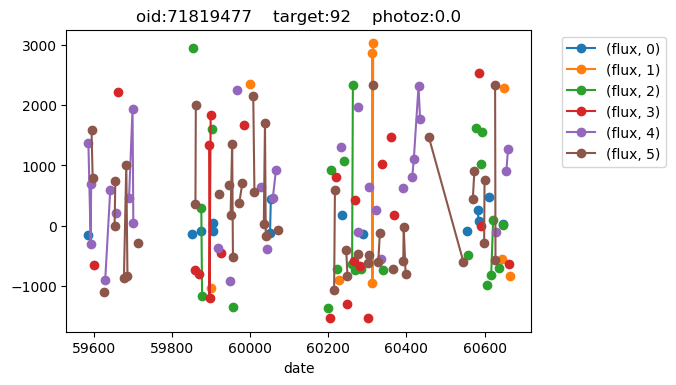 oid:71819477 target:92 photoz:0.0
3000
2000
1000
0
−1000
59600 59800 60000 60200 60400 60600
date
(flux, 0)
(flux, 1)
(flux, 2)
(flux, 3)
(flux, 4)
(flux, 5)